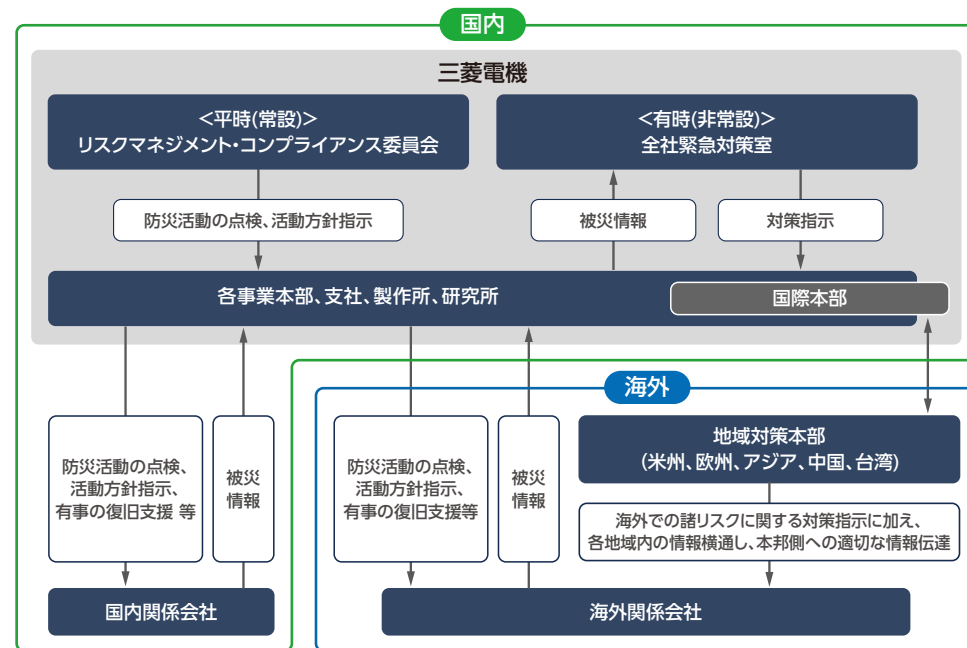 国内
三菱電機
＜平時(常設)＞
リスクマネジメント・コンプライアンス委員会
＜有時(非常設)＞
全社緊急対策室
防災活動の点検、活動方針指示
被災情報
対策指示
各事業本部、支社、製作所、研究所
国際本部
海外
防災活動の点検、
活動方針指示、
有事の復旧支援 等
被災
情報
防災活動の点検、
活動方針指示、
有事の復旧支援等
被災
情報
地域対策本部
(米州、欧州、アジア、中国、台湾)
海外での諸リスクに関する対策指示に加え、
各地域内の情報横通し、本邦側への適切な情報伝達
国内関係会社
海外関係会社